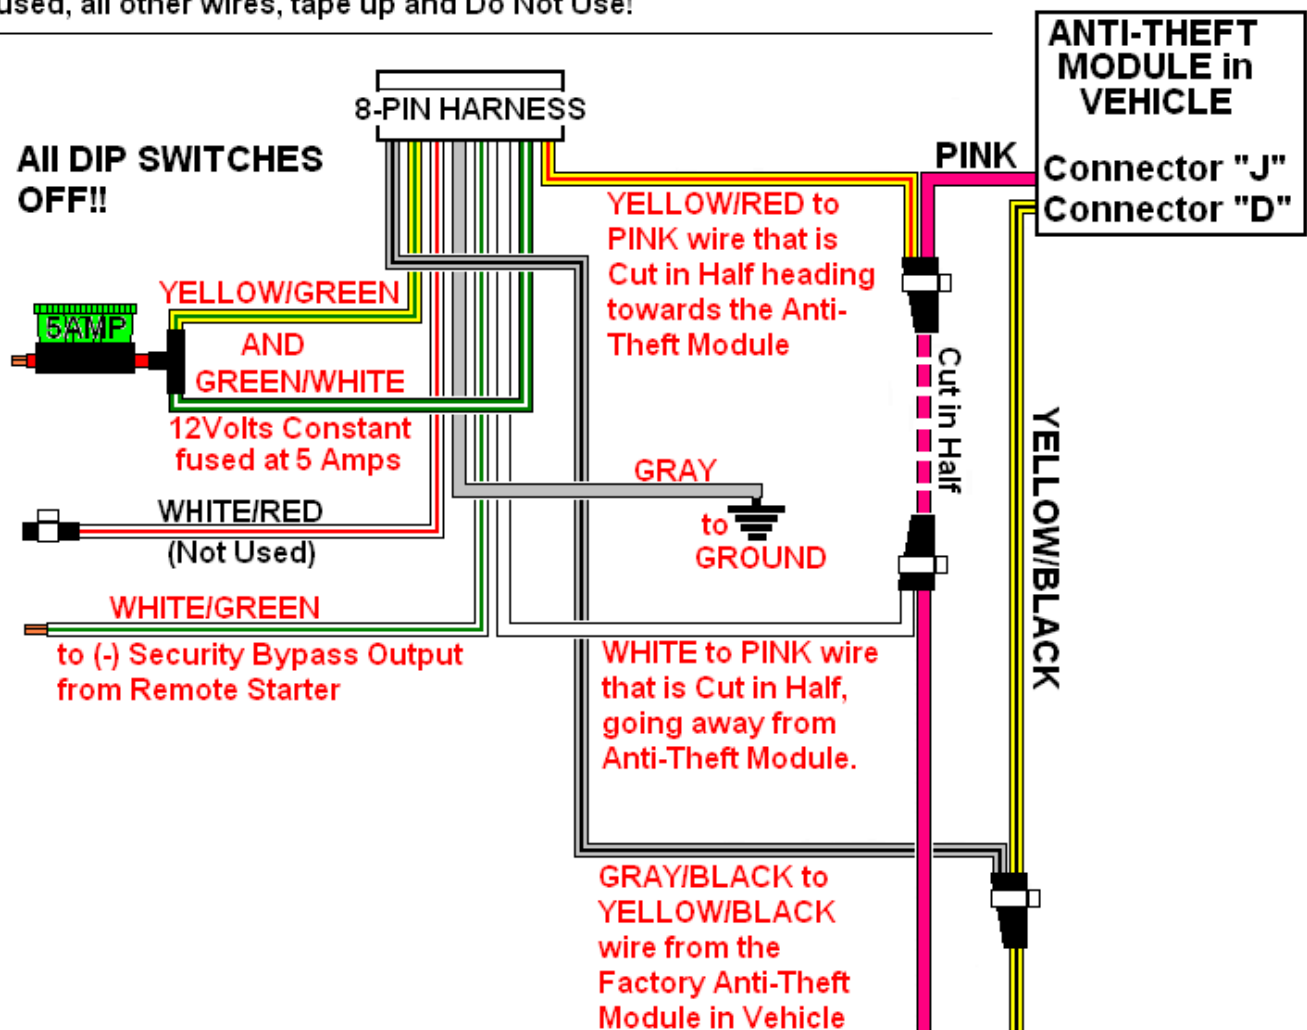 used, all other wires, tape up and Do Not Use!
ANTI-THEFT
MODULE in
VEHICLE
Connector "J"
Connector "D"
8-PIN HARNESS
All DIP SWITCHES
OFF!!
PINK
YELLOW/RED to
PINK wire that is
Cut in Half heading
towards the Anti-
Theft Module
YELLOW/GREEN
5AMP
AND
GREEN/WHITE
12Volts Constant
fused at 5 Amps
Cut in Half
YELLOW/BLACK
GRAY
to
GROUND
WHITE/RED
(Not Used)
WHITE/GREEN
to (-) Security Bypass Output
from Remote Starter
WHITE to PINK wire
that is Cut in Half,
going away from
Anti-Theft Module.
GRAY/BLACK to
YELLOW/BLACK
wire from the
Factory Anti-Theft
Module in Vehicle